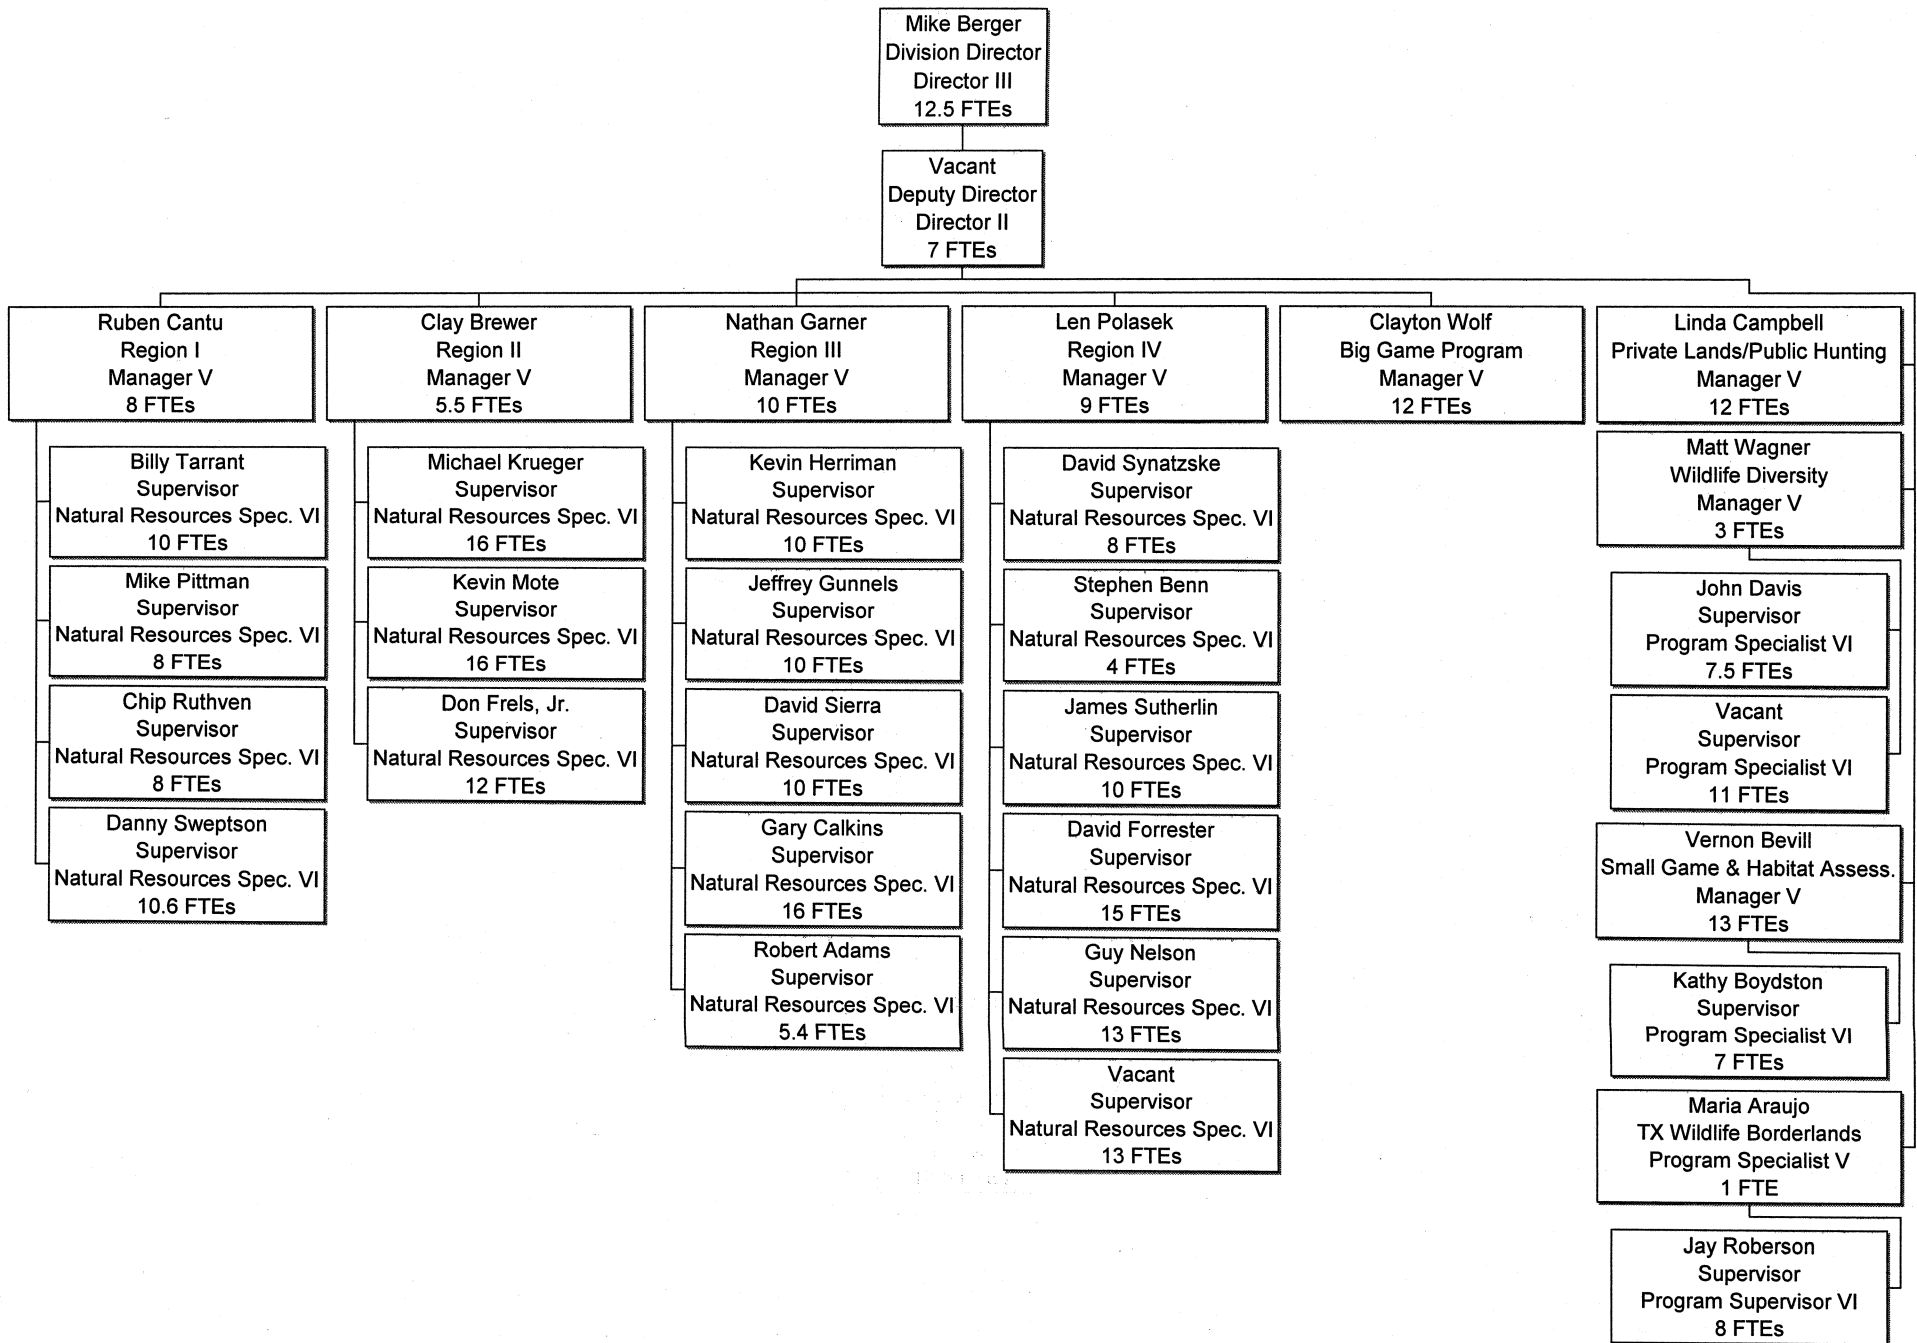 Mike Berger
Division Director
Director III
12.5 FTEs
Vacant
Deputy Director
Director II
7 FTEs
Ruben Cantu
Region I
Manager V
8 FTEs
Billy Tarrant
Supervisor
Natural Resources Spec. VI
10 FTEs
Mike Pittman
Supervisor
Natural Resources Spec. VI
8 FTEs
Chip Ruthven
Supervisor
Natural Resources Spec. VI
8 FTEs
Danny Sweptson
Supervisor
Natural Resources Spec. VI
10.6 FTEs
Clay Brewer
Region II
Manager V
5.5 FTEs
Michael Krueger
Supervisor
Natural Resources Spec. VI
16 FTEs
Kevin Mote
Supervisor
Natural Resources Spec. VI
16 FTEs
Don Frels, Jr.
Supervisor
Natural Resources Spec. VI
12 FTEs
Nathan Garner
Region III
Manager V
10 FTEs
Kevin Herriman
Supervisor
Natural Resources Spec. VI
10 FTEs
Jeffrey Gunnels
Supervisor
Natural Resources Spec. VI
10 FTEs
David Sierra
Supervisor
Natural Resources Spec. VI
10 FTEs
Gary Calkins
Supervisor
Natural Resources Spec. VI
16 FTEs
Robert Adams
Supervisor
Natural Resources Spec. VI
5.4 FTEs
Len Polasek
Region IV
Manager V
9 FTEs
David Synatzske
Supervisor
Natural Resources Spec. VI
8 FTEs
Stephen Benn
Supervisor
Natural Resources Spec. VI
4 FTEs
James Sutherlin
Supervisor
Natural Resources Spec. VI
10 FTEs
David Forrester
Supervisor
Natural Resources Spec. VI
15 FTEs
Guy Nelson
Supervisor
Natural Resources Spec. VI
13 FTEs
Vacant
Supervisor
Natural Resources Spec. VI
13 FTEs
Clayton Wolf
Big Game Program
Manager V
12 FTEs
Linda Campbell
Private Lands/Public Hunting
Manager V
12 FTEs
Matt Wagner
Wildlife Diversity
Manager V
3 FTEs
John Davis
Supervisor
Program Specialist VI
7.5 FTEs
Vacant
Supervisor
Program Specialist VI
11 FTEs
Vernon Bevill
Small Game & Habitat Assess.
Manager V
13 FTEs
Kathy Boydston
Supervisor
Program Specialist VI
7 FTEs
Maria Araujo
TX Wildlife Borderlands
Program Specialist V
1 FTE
Jay Roberson
Supervisor
Program Supervisor VI
8 FTEs